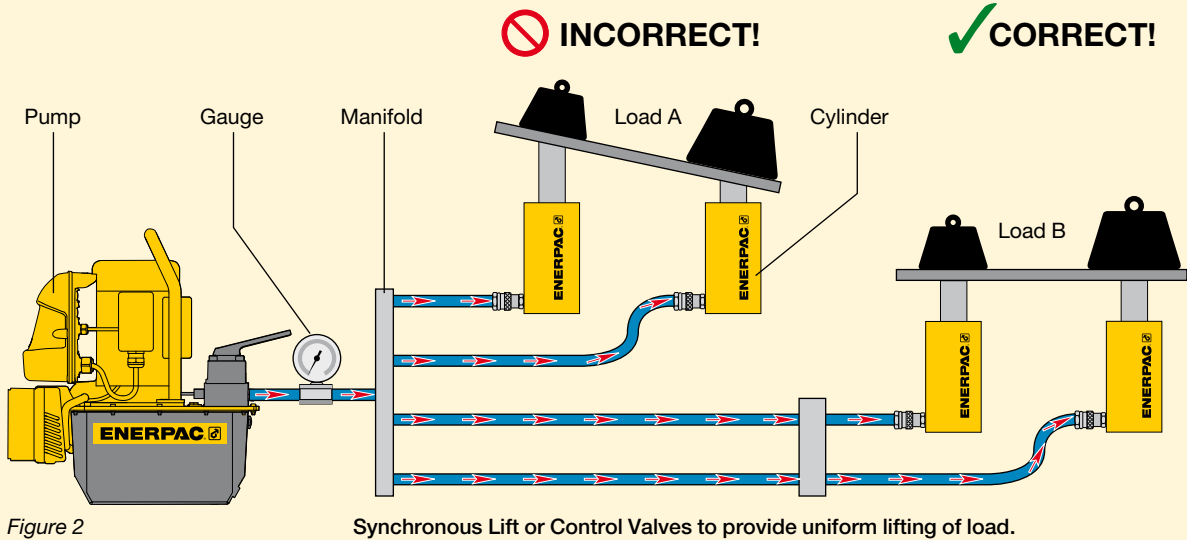 INCORRECT!
CORRECT!
Pump
Gauge
Manifold
Load A
Cylinder
ENERPAC
ENERPAC
Load B
ENERPAC
ENERPAC
ENERPAC
Figure 2
Synchronous Lift or Control Valves to provide uniform lifting of load.